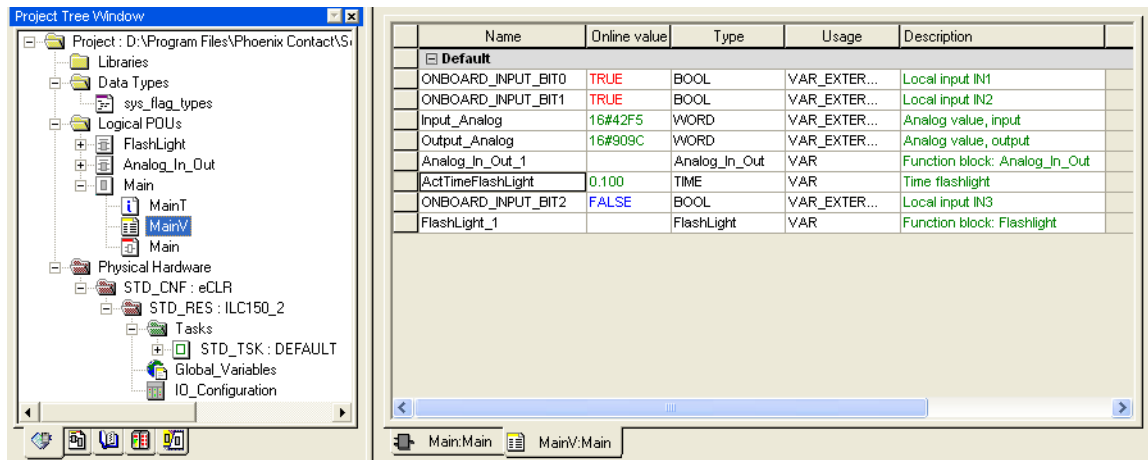 Project Tree Window
Project : D:\Program Files\Phoenix Contact\S
Libraries
Data Types
sys_flag_types
Logical POUs
FlashLight
Analog_In_Out
Main
MainT
MainV
Main
Physical Hardware
STD_CNF : eCLR
STD_RES : ILC150_2
Tasks
STD_TSK : DEFAULT
Global_Variables
IO_Configuration
Name Online value Type Usage Description
Default
ONBOARD_INPUT_BIT0 TRUE BOOL VAR_EXTER... Local input IN1
ONBOARD_INPUT_BIT1 TRUE BOOL VAR_EXTER... Local input IN2
Input_Analog 16#42F5 WORD VAR_EXTER... Analog value, input
Output_Analog 16#909C WORD VAR_EXTER... Analog value, output
Analog_In_Out_1 Analog_In_Out VAR Function block: Analog_In_Out
ActTimeFlashLight 0.100 TIME VAR Time flashlight
ONBOARD_INPUT_BIT2 FALSE BOOL VAR_EXTER... Local input IN3
FlashLight_1 FlashLight VAR Function block: Flashlight
Main:Main MainV:Main